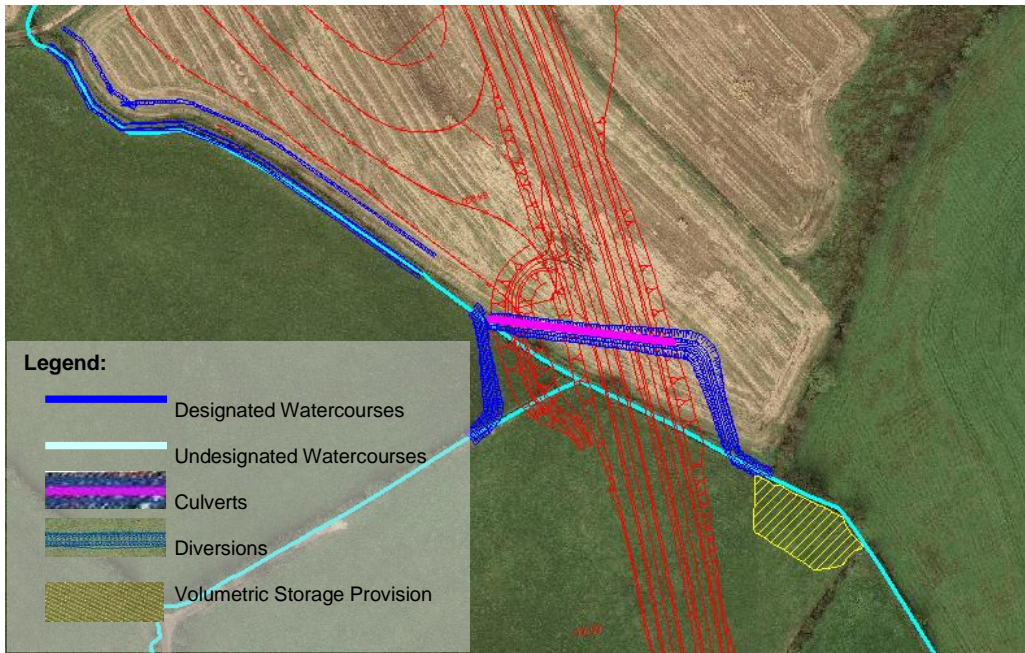 Legend:
Designated Watercourses
Undesignated Watercourses
Culverts
Diversions
Volumetric Storage Provision